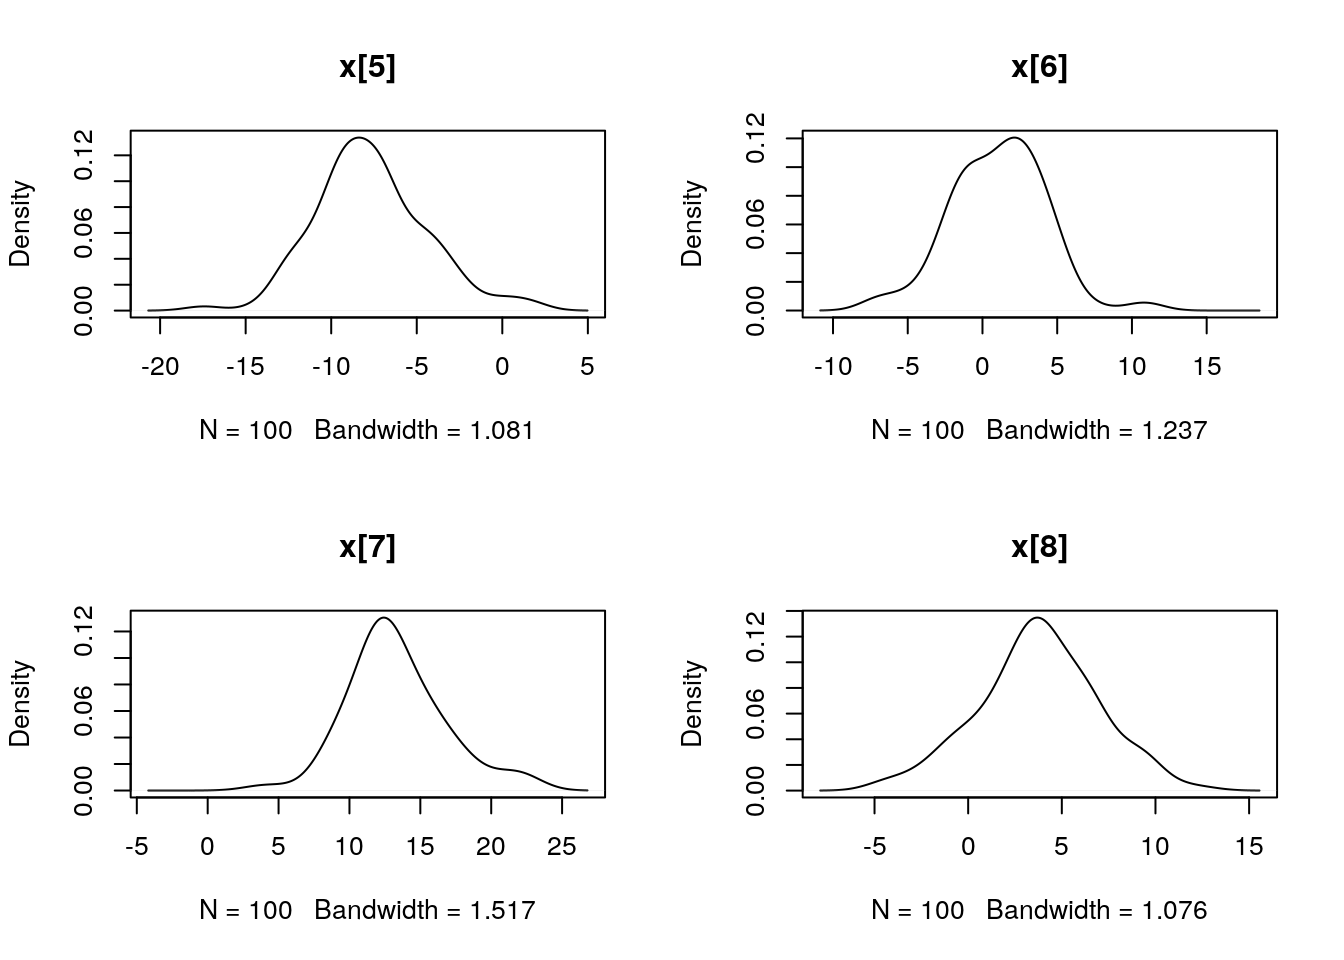 x[5]
Density
0.00 0.06 0.12
-20 -15 -10 -5 0 5
N = 100 Bandwidth = 1.081
x[6]
Density
0.00 0.06 0.12
-10 -5 0 5 10 15
N = 100 Bandwidth = 1.237
x[7]
Density
0.00 0.06 0.12
-5 0 5 10 15 20 25
N = 100 Bandwidth = 1.517
x[8]
Density
0.00 0.06 0.12
-5 0 5 10 15
N = 100 Bandwidth = 1.076